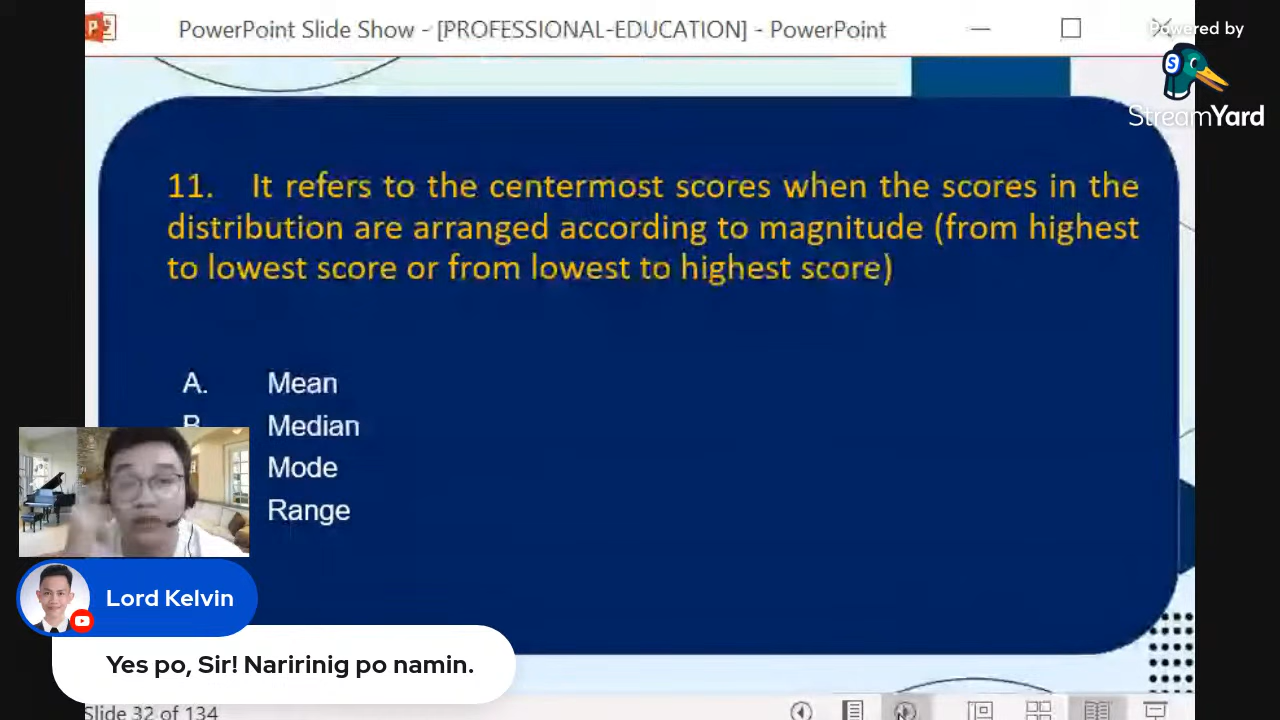 PowerPoint Slide Show - [PROFESSIONAL-EDUCATION] - PowerPoint
Powered by
StreamYard
11. It refers to the centermost scores when the scores in the
distribution are arranged according to magnitude (from highest
to lowest score or from lowest to highest score)
A. Mean
B. Median
Mode
Range
Lord Kelvin
Yes po, Sir! Naririnig po namin.
Slide 32 of 134